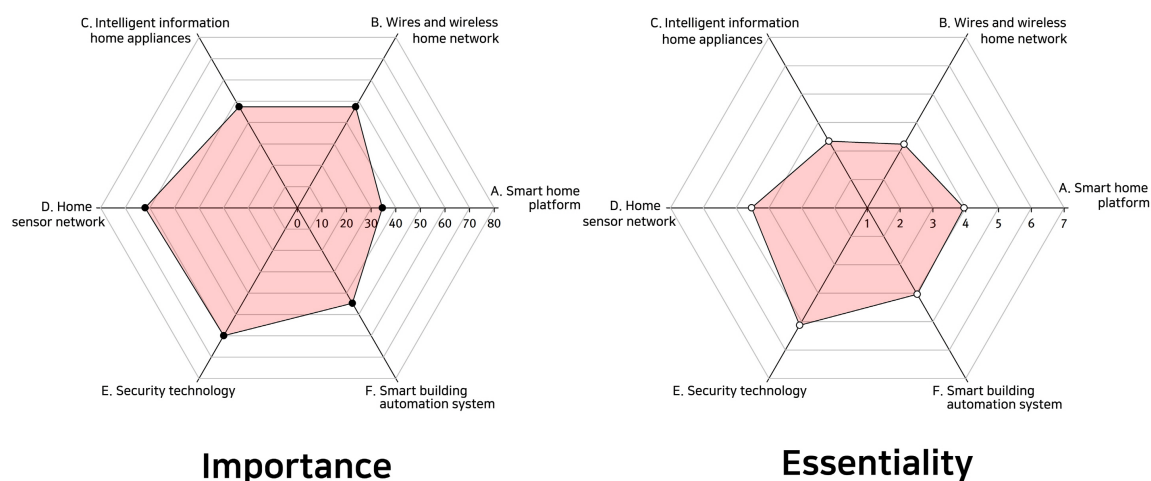 C. Intelligent information
home appliances
B. Wires and wireless
home network
A. Smart home
platform
D. Home
sensor network
0 10 20 30 40 50 60 70 80
E. Security technology
F. Smart building
automation system
Importance
C. Intelligent information
home appliances
B. Wires and wireless
home network
A. Smart home
platform
D. Home
sensor network
1 2 3 4 5 6 7
E. Security technology
F. Smart building
automation system
Essentiality